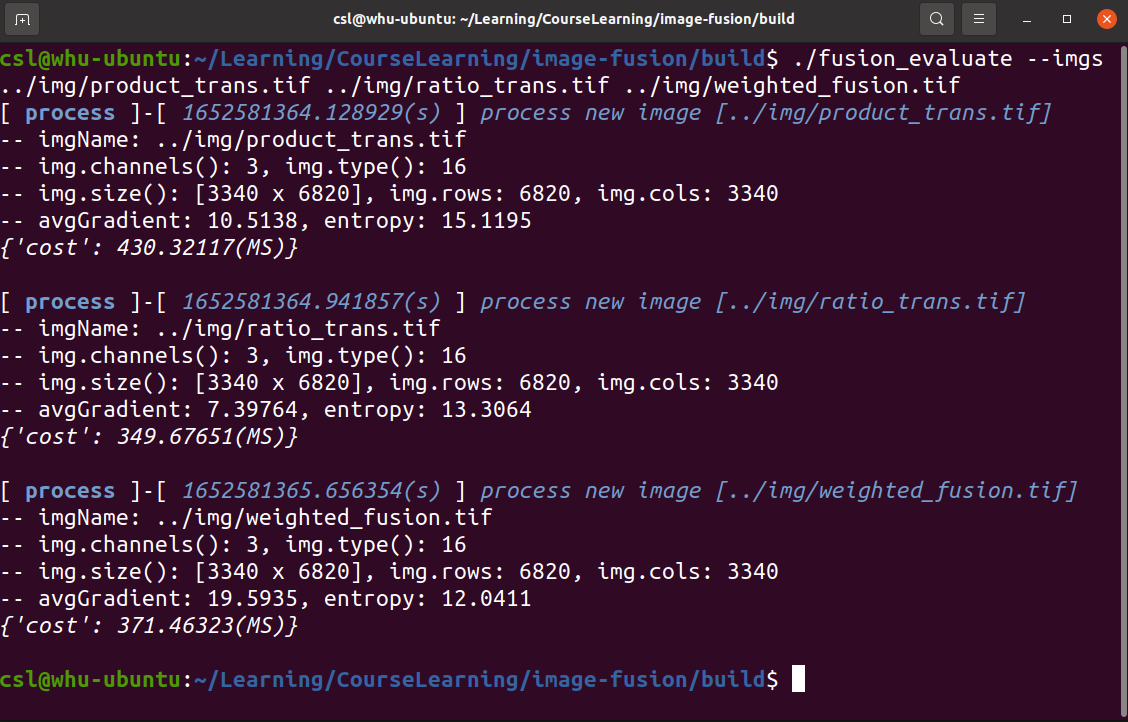 csl@whu-ubuntu: ~/Learning/CourseLearning/image-fusion/build
csl@whu-ubuntu:~/Learning/CourseLearning/image-fusion/build$ ./fusion_evaluate --imgs
../img/product_trans.tif ../img/ratio_trans.tif ../img/weighted_fusion.tif
[ process ]-[ 1652581364.128929(s) ] process new image [../img/product_trans.tif]
-- imgName: ../img/product_trans.tif
-- img.channels(): 3, img.type(): 16
-- img.size(): [3340 x 6820], img.rows: 6820, img.cols: 3340
-- avgGradient: 10.5138, entropy: 15.1195
{'cost': 430.32117(MS)}
[ process ]-[ 1652581364.941857(s) ] process new image [../img/ratio_trans.tif]
-- imgName: ../img/ratio_trans.tif
-- img.channels(): 3, img.type(): 16
-- img.size(): [3340 x 6820], img.rows: 6820, img.cols: 3340
-- avgGradient: 7.39764, entropy: 13.3064
{'cost': 349.67651(MS)}
[ process ]-[ 1652581365.656354(s) ] process new image [../img/weighted_fusion.tif]
-- imgName: ../img/weighted_fusion.tif
-- img.channels(): 3, img.type(): 16
-- img.size(): [3340 x 6820], img.rows: 6820, img.cols: 3340
-- avgGradient: 19.5935, entropy: 12.0411
{'cost': 371.46323(MS)}
csl@whu-ubuntu:~/Learning/CourseLearning/image-fusion/build$